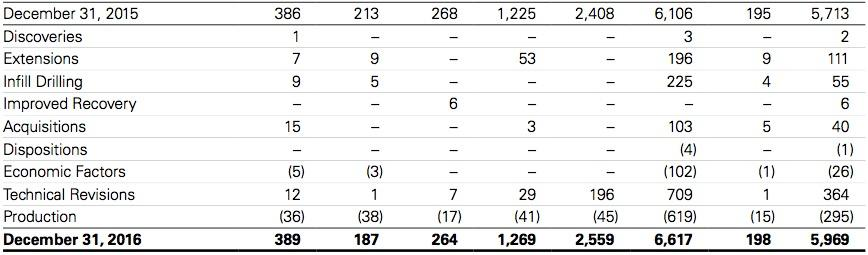 December 31, 2015 386 213 268 1,225 2,408 6,106 195 5,713
Discoveries 1 – – – – 3 – 2
Extensions 7 9 – 53 – 196 9 111
Infill Drilling 9 5 – – – 225 4 55
Improved Recovery – – 6 – – – – 6
Acquisitions 15 – – 3 – 103 5 40
Dispositions – – – – – (4) – (1)
Economic Factors (5) (3) – – – (102) (1) (26)
Technical Revisions 12 1 7 29 196 709 1 364
Production (36) (38) (17) (41) (45) (619) (15) (295)
December 31, 2016 389 187 264 1,269 2,559 6,617 198 5,969